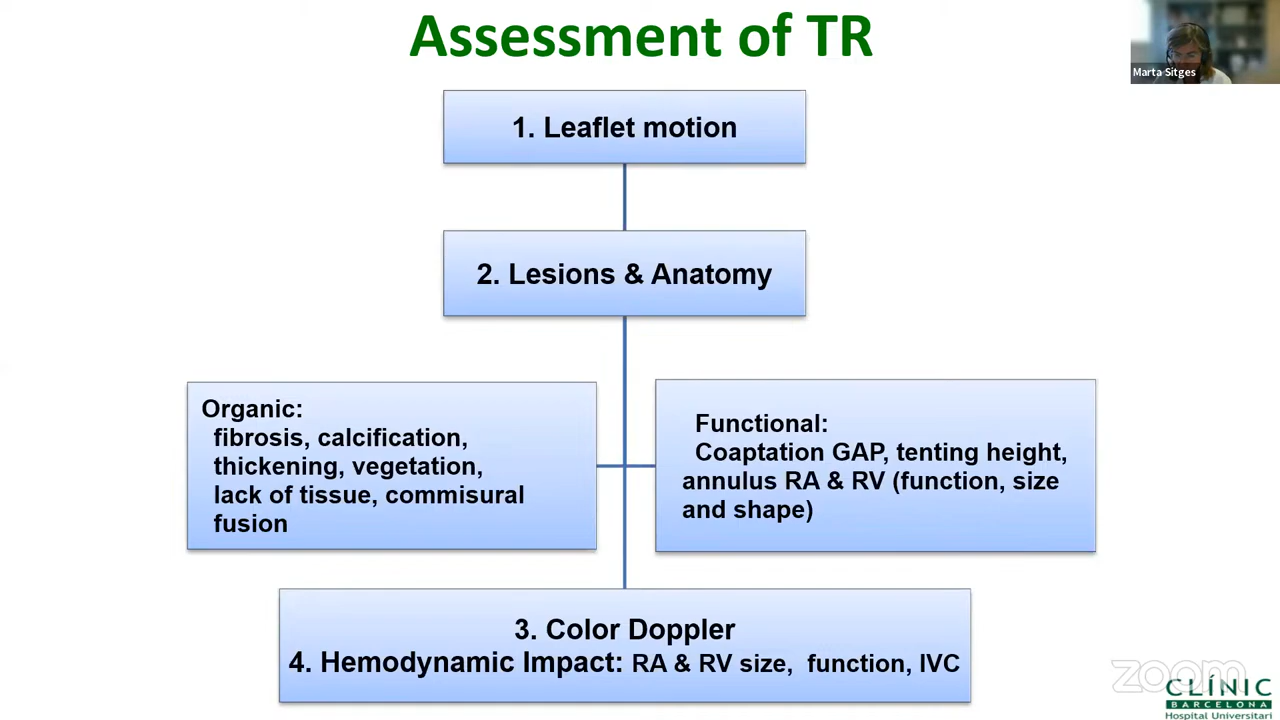 Assessment of TR
Marta Sitges
1. Leaflet motion
2. Lesions & Anatomy
Organic:
fibrosis, calcification,
thickening, vegetation,
lack of tissue, commisural
fusion
Functional:
Coaptation GAP, tenting height,
annulus RA & RV (function, size
and shape)
3. Color Doppler
4. Hemodynamic Impact: RA & RV size, function, IVC
zoom
CLÍNIC
BARCELONA
Hospital Universitari